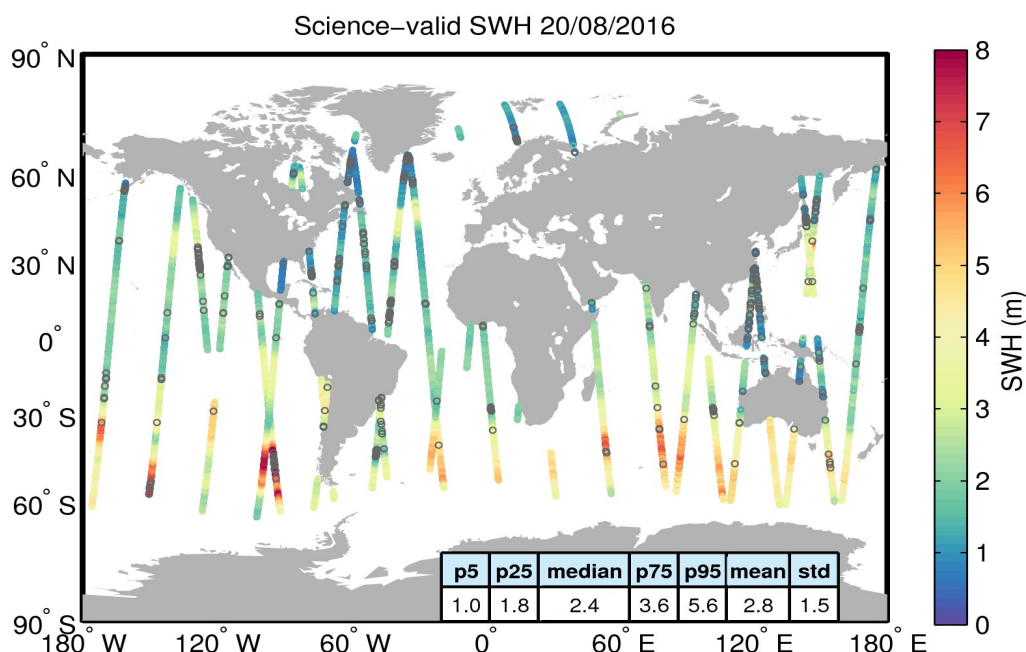 Science−valid SWH 20/08/2016
90° N
60° N
30° N
0°
30° S
60° S
90° S
180° W
120° W
60° W
0°
60° E
120° E
180° E
p5 p25 median p75 p95 mean std
1.0 1.8 2.4 3.6 5.6 2.8 1.5
8
7
6
5
4
3
2
1
0
SWH (m)